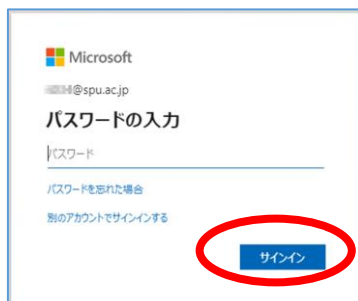 Microsoft
@spu.ac.jp
パスワードの入力
パスワード
パスワードを忘れた場合
別のアカウントでサインインする
サインイン